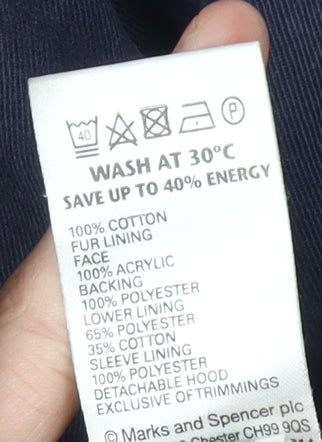 40 P
WASH AT 30°C
SAVE UP TO 40% ENERGY
100% COTTON
FUR LINING
FACE
100% ACRYLIC
BACKING
100% POLYESTER
LOWER LINING
65% POLYESTER
35% COTTON
SLEEVE LINING
100% POLYESTER
DETACHABLE HOOD
EXCLUSIVE OF TRIMMINGS
© Marks and Spencer plc
Chester CH99 9QS